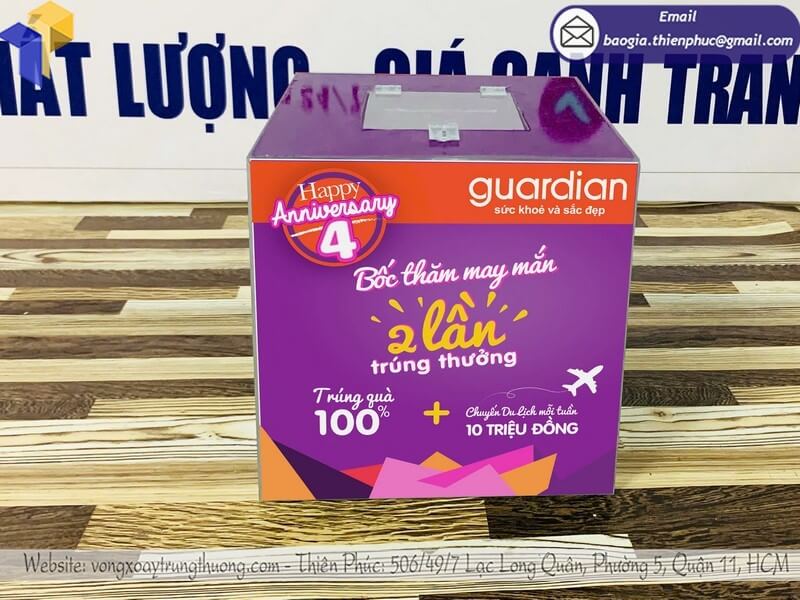 Email
baogia.thienphuc@gmail.com
LƯỢNG
Happy
Anniversary
4
guardian
sức khoẻ và sắc đẹp
Bốc thăm may mắn
2 lần
trúng thưởng
Trúng quà
100%
+
Chuyến Du Lịch mỗi tuần
10 TRIỆU ĐỒNG
Website: vongxoaytrungthuong.com - Thiên Phúc: 506/49/7 Lạc Long Quân, Phường 5, Quận 11, HCM